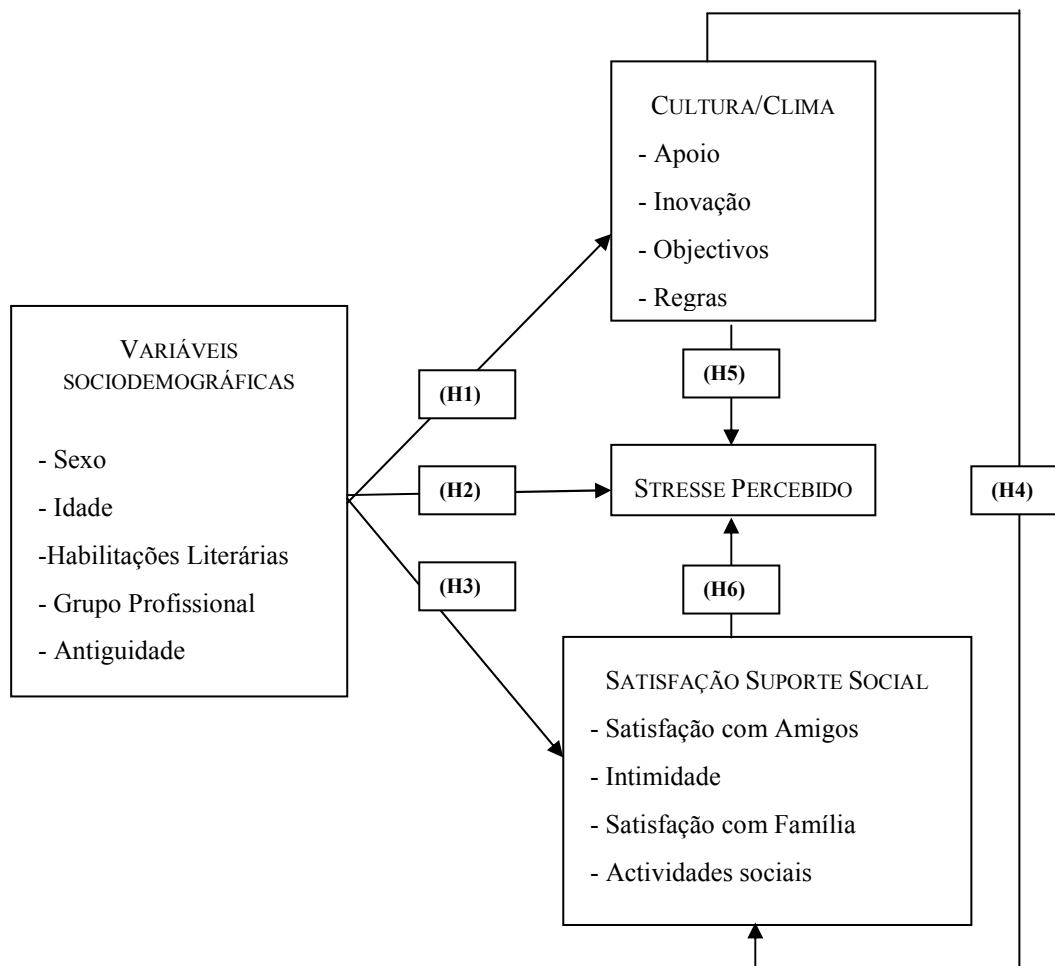 CULTURA/CLIMA
- Apoio
- Inovação
- Objectivos
- Regras
VARIÁVEIS
SOCIODEMOGRÁFICAS
- Sexo
- Idade
-Habilitações Literárias
- Grupo Profissional
- Antiguidade
(H1)
(H2)
(H3)
(H5)
STRESSE PERCEBIDO
(H4)
(H6)
SATISFAÇÃO SUPORTE SOCIAL
- Satisfação com Amigos
- Intimidade
- Satisfação com Família
- Actividades sociais